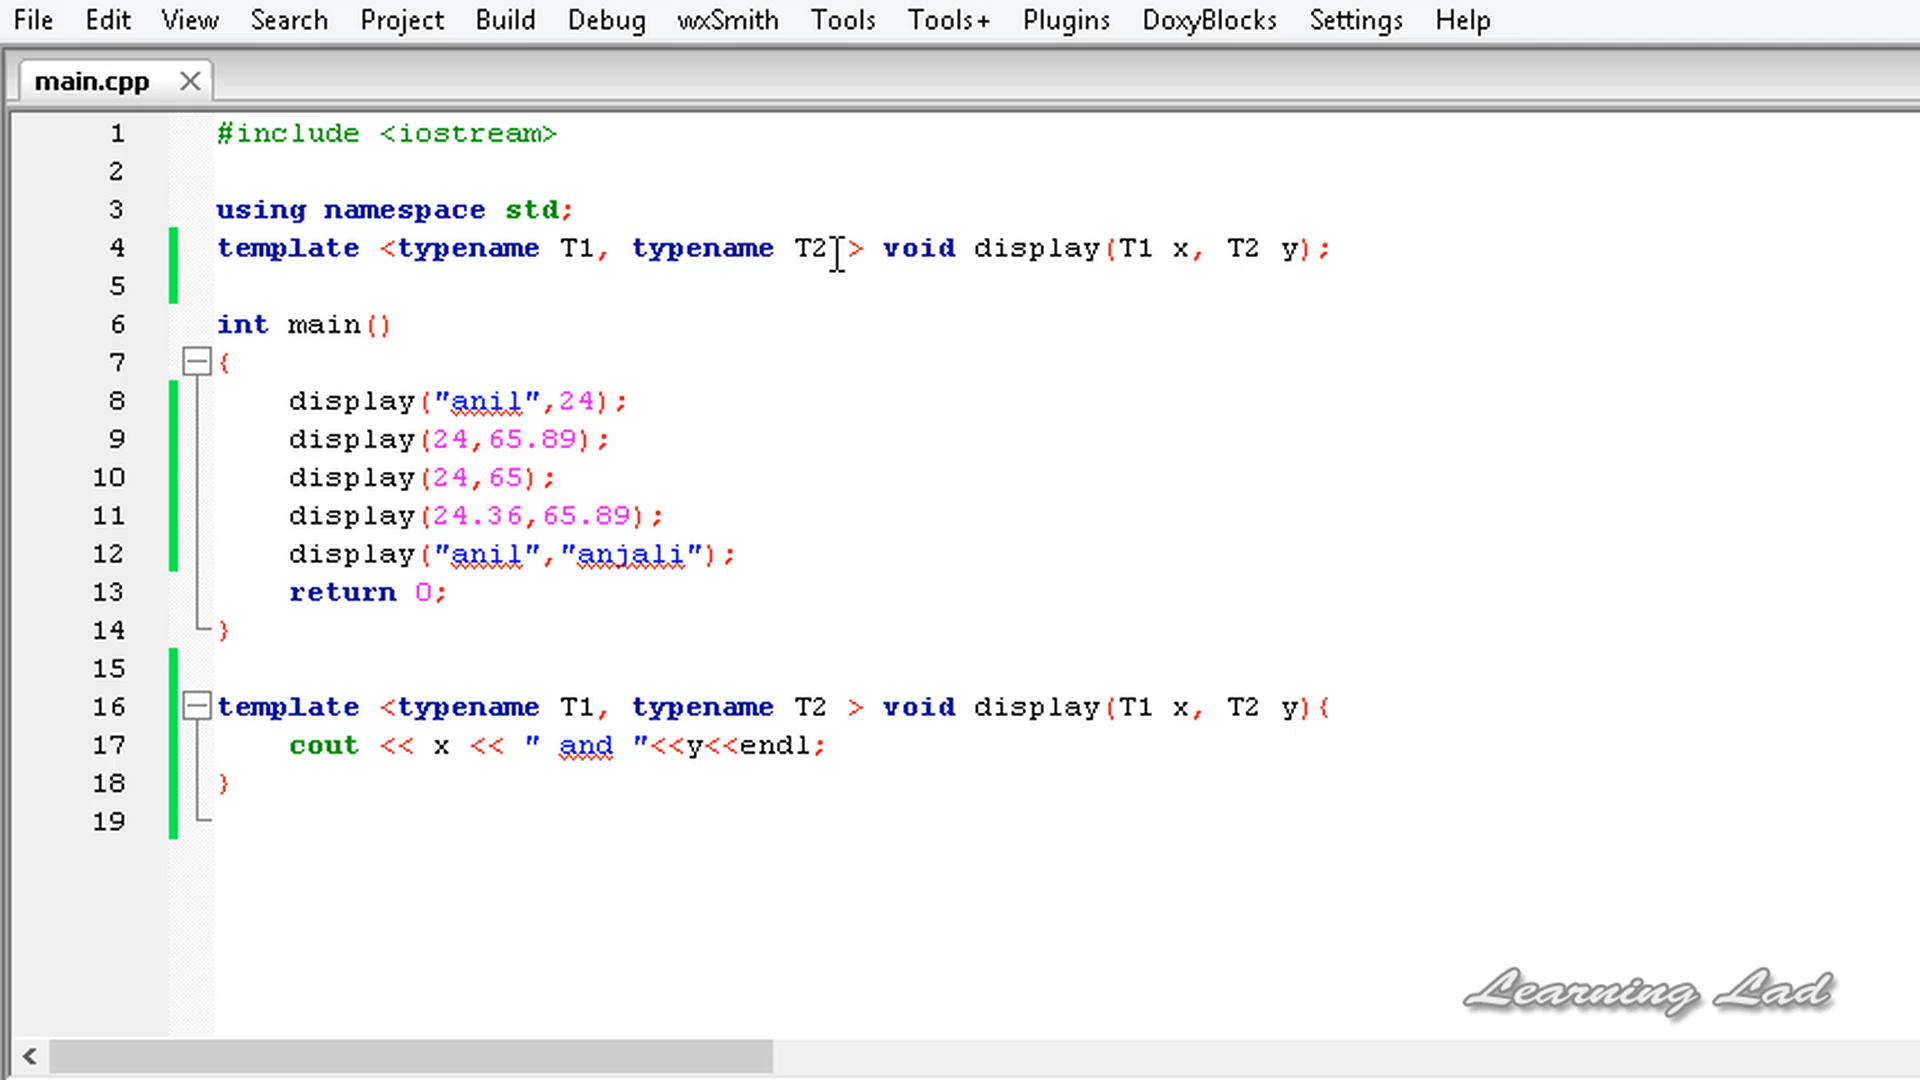 File Edit View Search Project Build Debug wxSmith Tools Tools+ Plugins DoxyBlocks Settings Help
main.cpp
1 #include <iostream>
2
3 using namespace std;
4 template <typename T1, typename T2 > void display(T1 x, T2 y);
5
6 int main()
7 {
8 display("anil",24);
9 display(24,65.89);
10 display(24,65);
11 display(24.36,65.89);
12 display("anil","anjali");
13 return 0;
14 }
15
16 template <typename T1, typename T2 > void display(T1 x, T2 y){
17 cout << x << " and "<<y<<endl;
18 }
19
Learning Lad